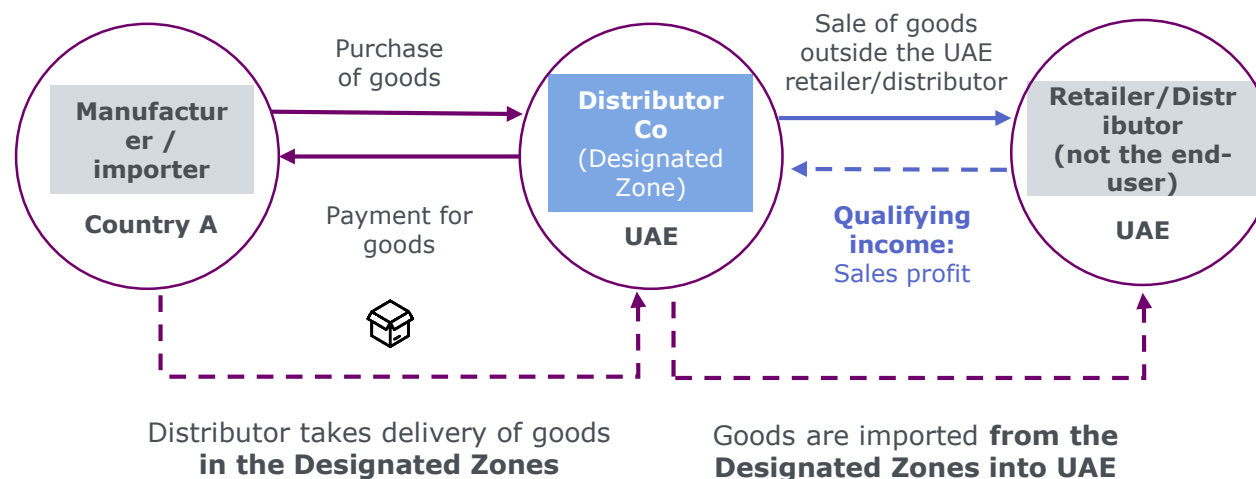 Purchase
of goods
Sale of goods
outside the UAE
retailer/distributor
Manufactur
er /
importer
Country A
Distributor
Co
(Designated
Zone)
UAE
Retailer/Distr
ibutor
(not the end-
user)
UAE
Payment for
goods
Qualifying
income:
Sales profit
Distributor takes delivery of goods
in the Designated Zones
Goods are imported from the
Designated Zones into UAE